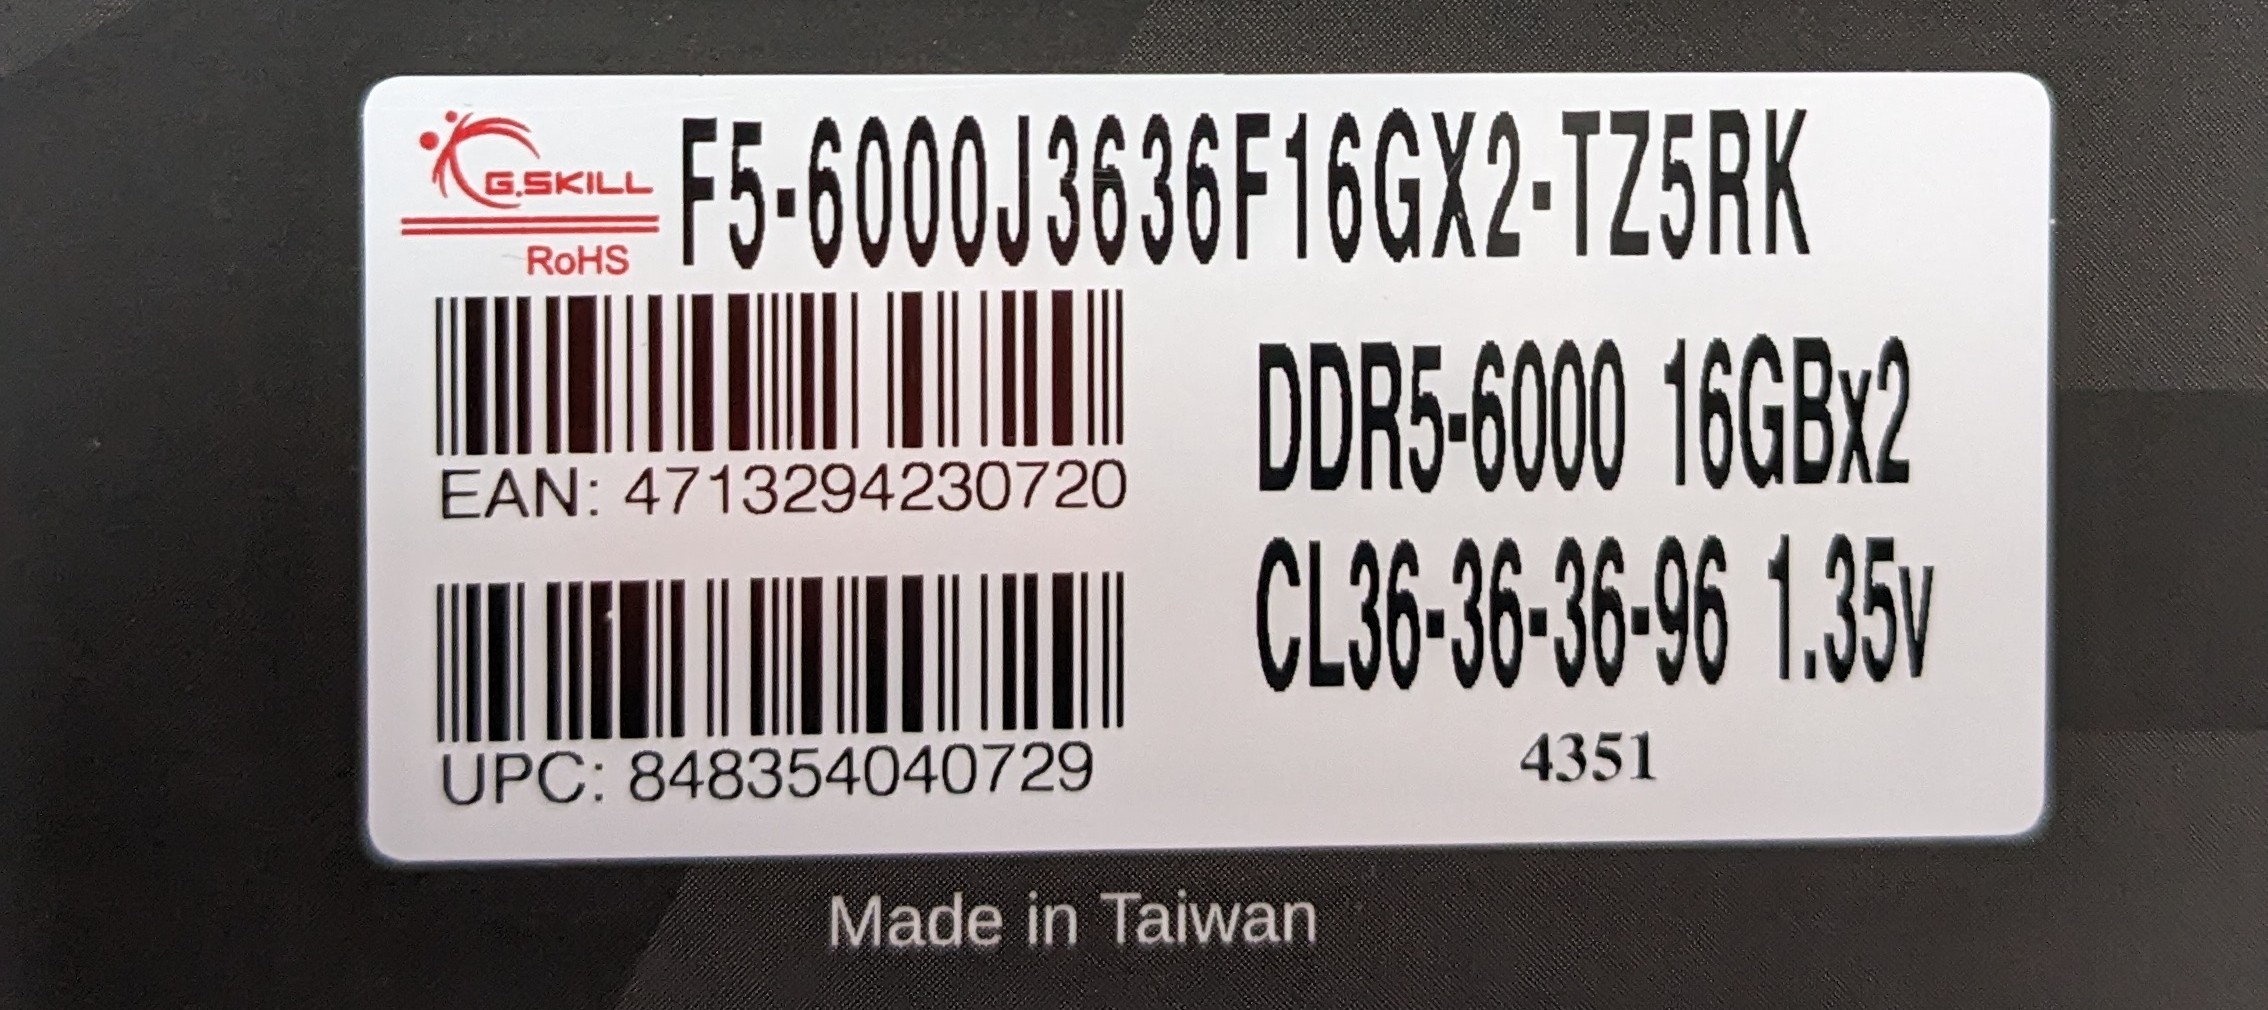 G.SKILL
RoHS
F5-6000J3636F16GX2-TZ5RK
EAN: 4713294230720
DDR5-6000 16GBx2
CL36-36-36-96 1.35v
UPC: 848354040729
4351
Made in Taiwan